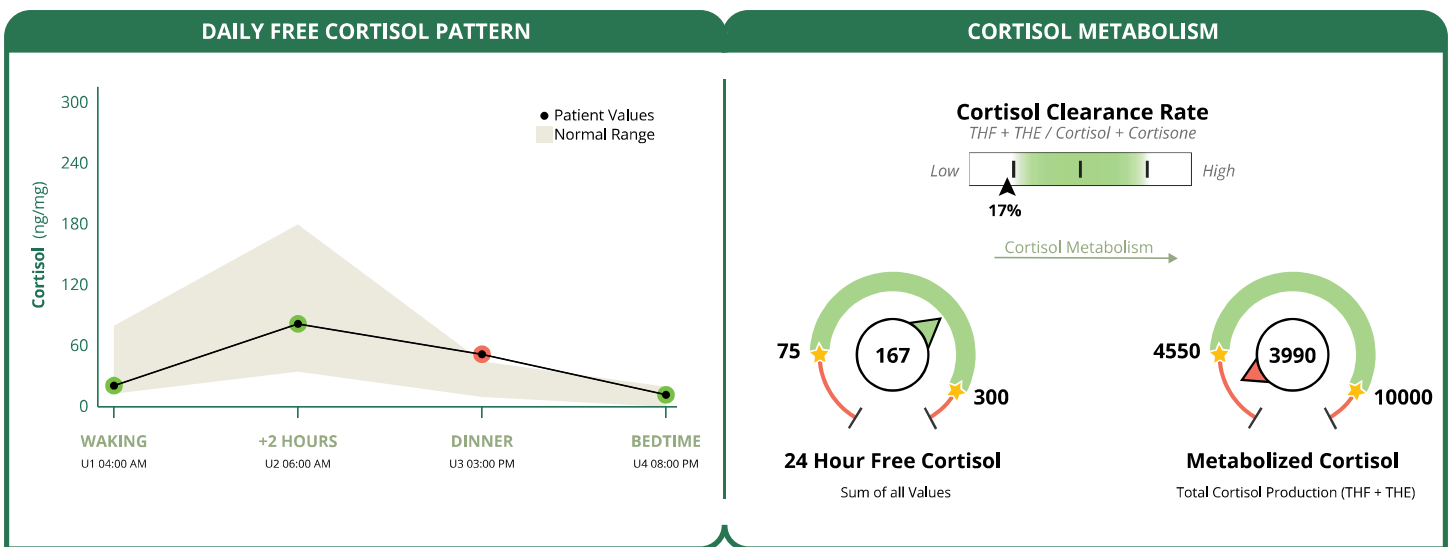 DAILY FREE CORTISOL PATTERN
300
240
180
120
60
0
Cortisol (ng/mg)
Patient Values
Normal Range
WAKING
U1 04:00 AM
+2 HOURS
U2 06:00 AM
DINNER
U3 03:00 PM
BEDTIME
U4 08:00 PM
CORTISOL METABOLISM
Cortisol Clearance Rate
THF + THE / Cortisol + Cortisone
Low
High
17%
Cortisol Metabolism
75
167
300
24 Hour Free Cortisol
Sum of all Values
4550
3990
10000
Metabolized Cortisol
Total Cortisol Production (THF + THE)